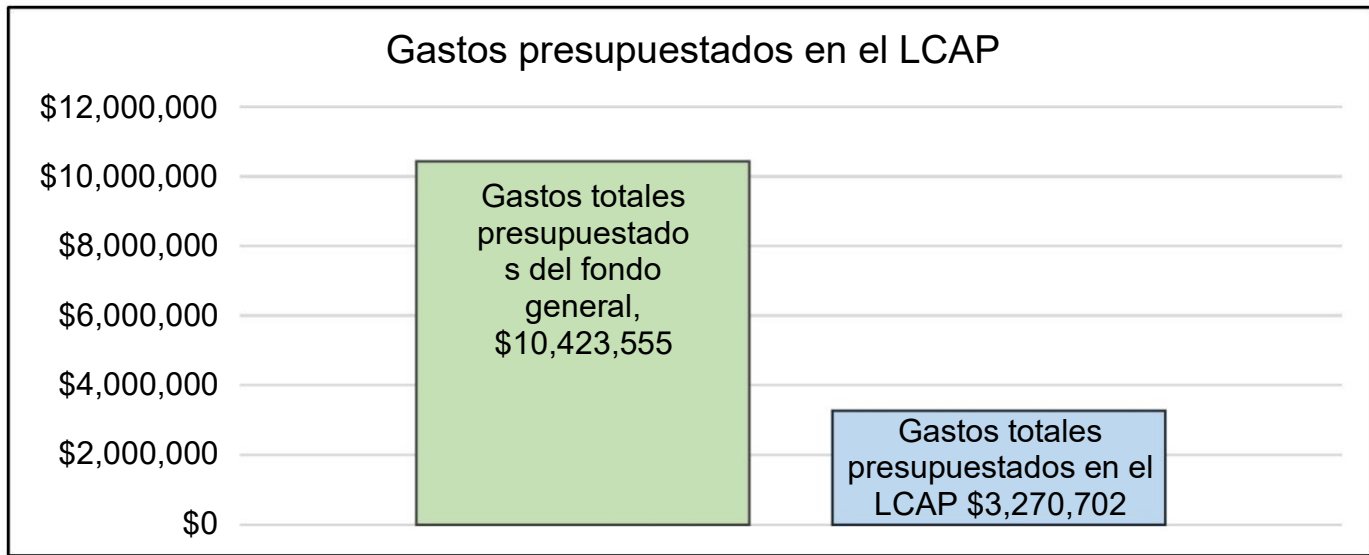 Gastos presupuestados en el LCAP
$12,000,000
$10,000,000
$8,000,000
$6,000,000
$4,000,000
$2,000,000
$0
Gastos totales
presupuestado
s del fondo
general,
$10,423,555
Gastos totales
presupuestados en el
LCAP $3,270,702